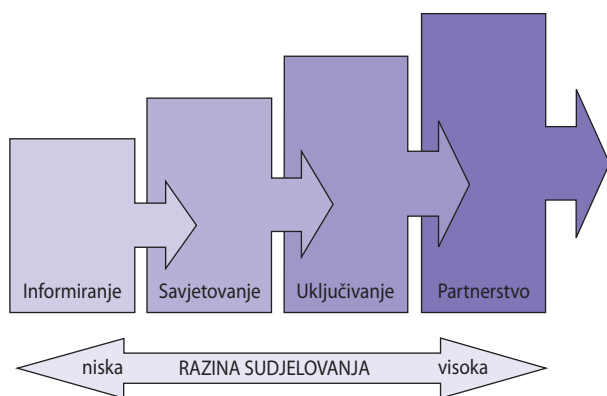 Informiranje Savjetovanje Uključivanje Partnerstvo
niska RAZINA SUDJELOVANJA visoka